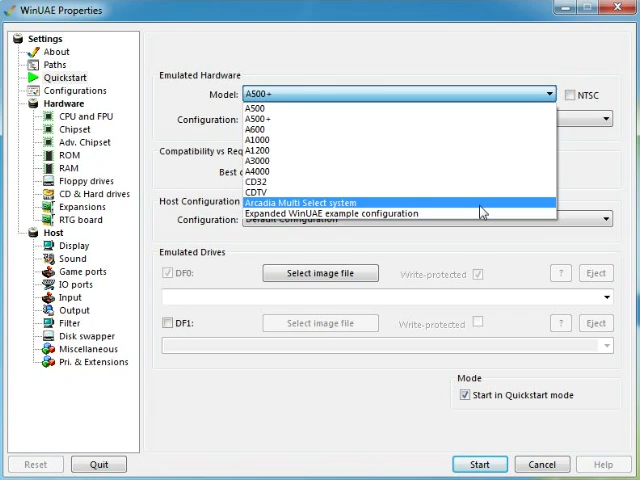 WinUAE Properties
Settings
About
Paths
Quickstart
Configurations
Hardware
CPU and FPU
Chipset
Adv. Chipset
ROM
RAM
Floppy drives
CD & Hard drives
Expansions
RTG board
Host
Display
Sound
Game ports
IO ports
Input
Output
Filter
Disk swapper
Miscellaneous
Pri. & Extensions
Emulated Hardware
Model: A500+ NTSC
Configuration:
A500
A500+
A600
A1000
A1200
A3000
A4000
CD32
CDTV
Arcadia Multi Select system
Expanded WinUAE example configuration
Compatibility vs Req
Best c
Host Configuration
Configuration: Default Configuration
Emulated Drives
DF0: Select image file Write-protected ? Eject
DF1: Select image file Write-protected ? Eject
Mode
Start in Quickstart mode
Reset Quit Start Cancel Help